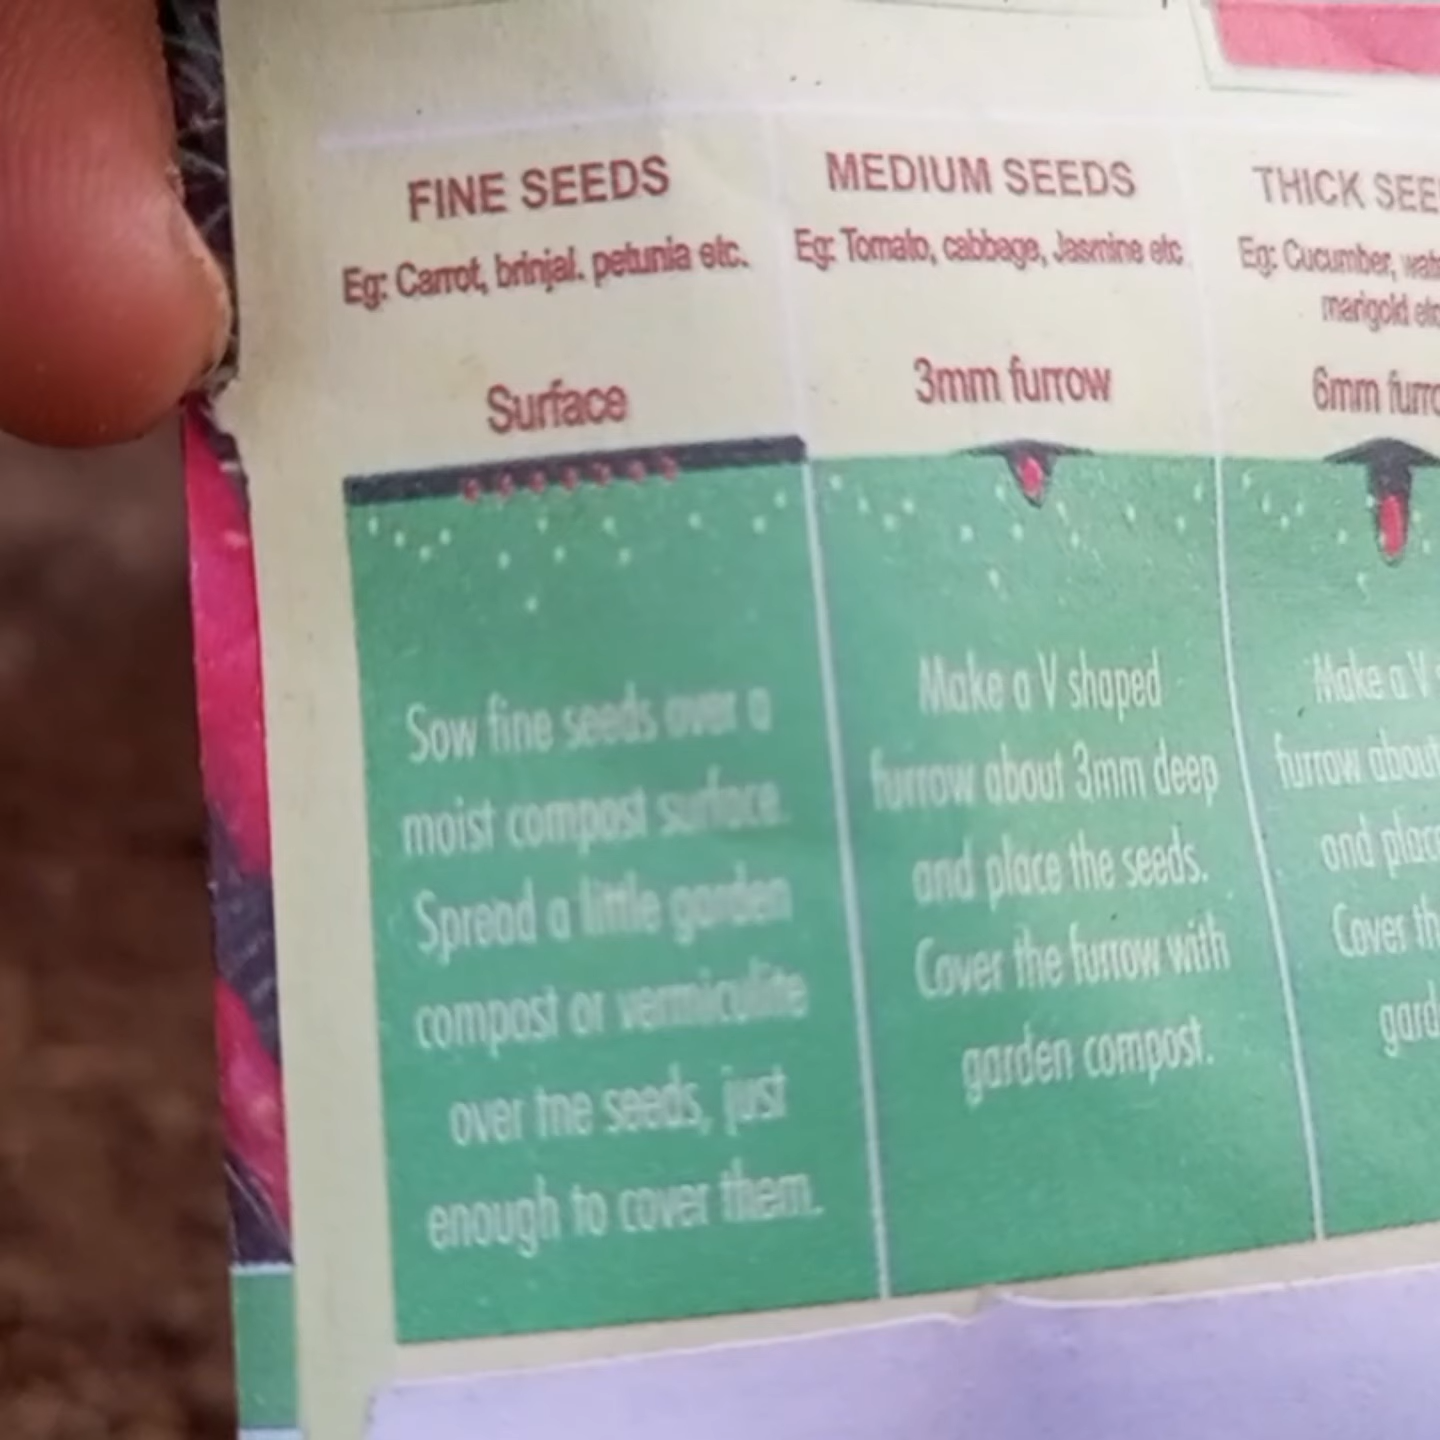 FINE SEEDS
Eg: Carrot, brinjal. petunia etc.
Surface
Sow fine seeds over a
moist compost surface.
Spread a little garden
compost or vermiculite
over the seeds, just
enough to cover them.
MEDIUM SEEDS
Eg: Tomato, cabbage, Jasmine etc
3mm furrow
Make a V shaped
furrow about 3mm deep
and place the seeds.
Cover the furrow with
garden compost.
THICK
Eg: Cucumber,
marigold
6mm
Make a V
furrow about
and
Cover